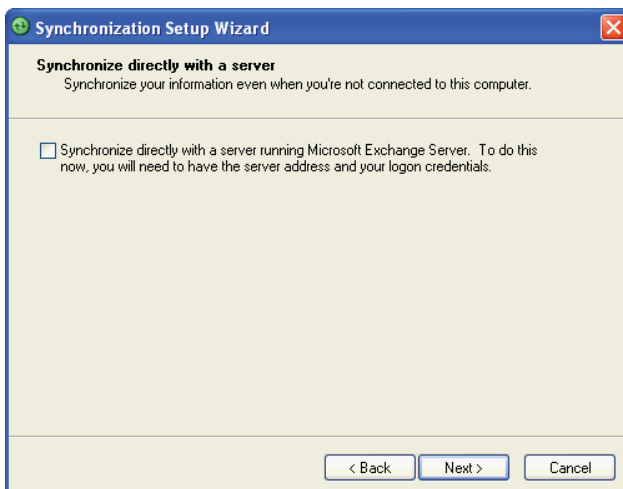 Synchronization Setup Wizard
Synchronize directly with a server
Synchronize your information even when you're not connected to this computer.
Synchronize directly with a server running Microsoft Exchange Server. To do this
now, you will need to have the server address and your logon credentials.
< Back
Next >
Cancel